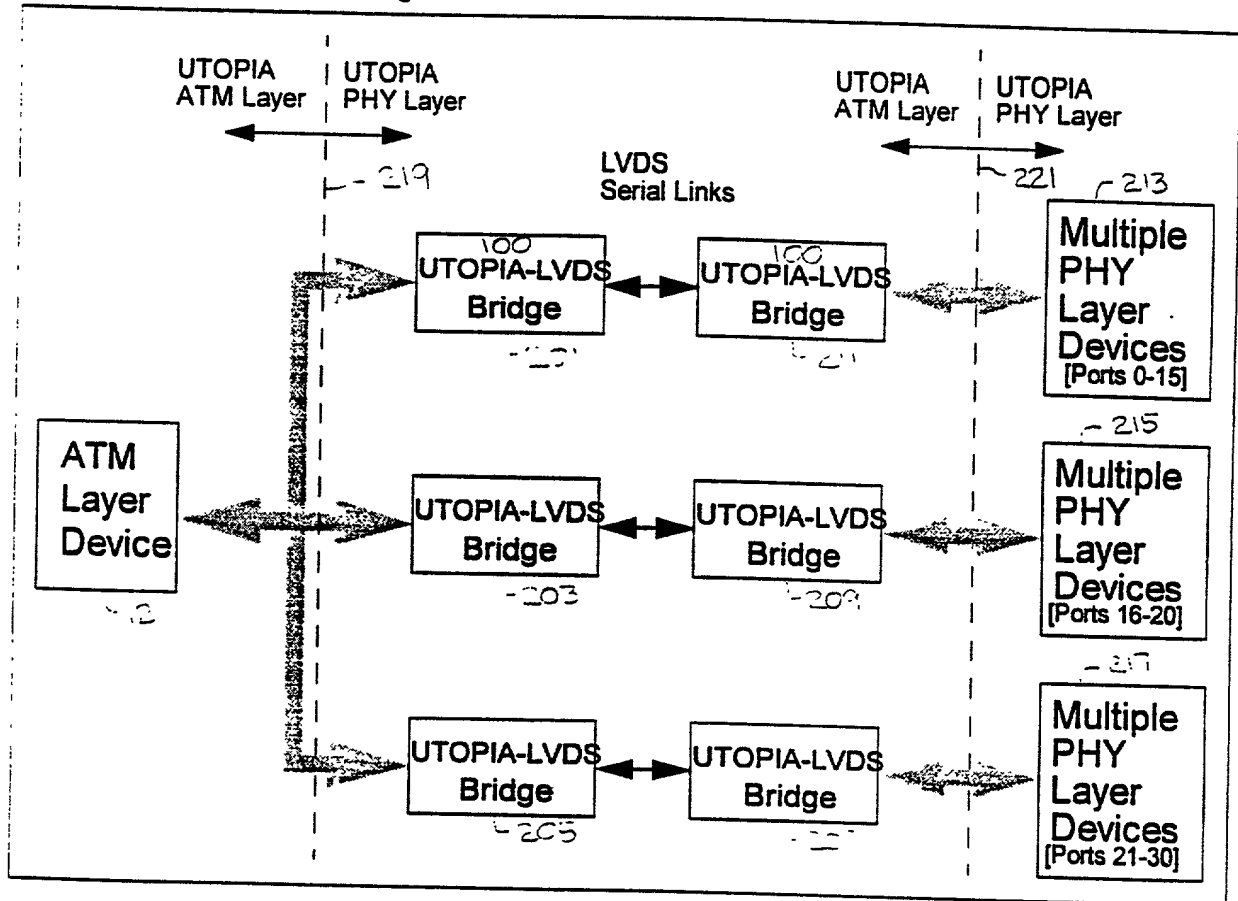 UTOPIA
ATM Layer
UTOPIA
PHY Layer
UTOPIA
ATM Layer
UTOPIA
PHY Layer
219
LVDS
Serial Links
221
213
100
UTOPIA-LVDS
Bridge
100
UTOPIA-LVDS
Bridge
Multiple
PHY
Layer
Devices
[Ports 0-15]
ATM
Layer
Device
UTOPIA-LVDS
Bridge
203
UTOPIA-LVDS
Bridge
209
215
Multiple
PHY
Layer
Devices
[Ports 16-20]
UTOPIA-LVDS
Bridge
205
UTOPIA-LVDS
Bridge
217
Multiple
PHY
Layer
Devices
[Ports 21-30]